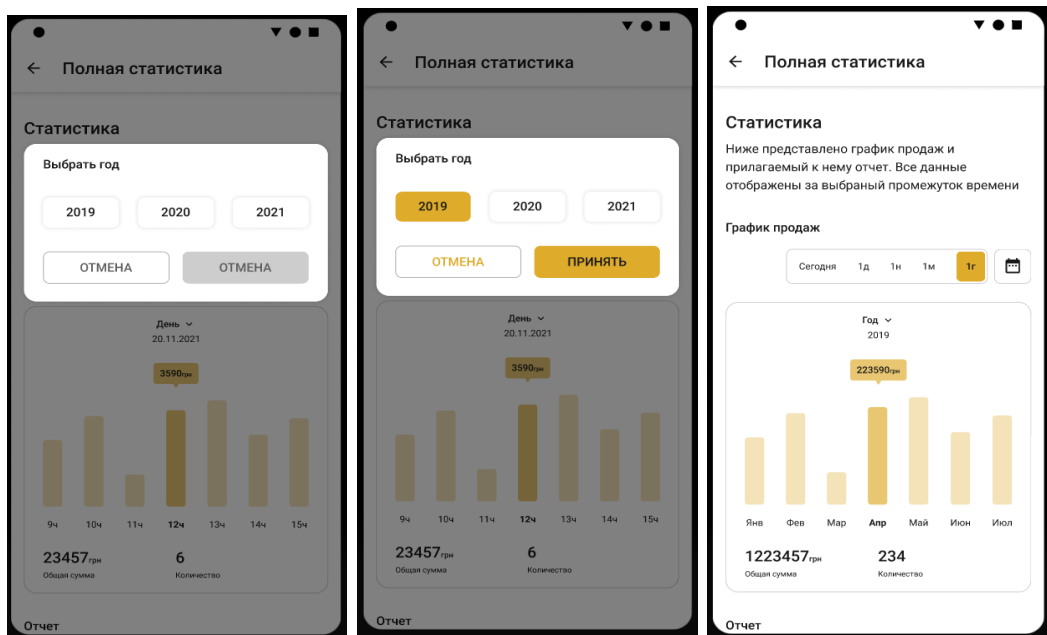 Полная статистика
Статистика
Выбрать год
2019 2020 2021
ОТМЕНА ОТМЕНА
День
20.11.2021
3590грн
9ч 10ч 11ч 12ч 13ч 14ч 15ч
23457грн 6
Общая сумма Количество
Отчет
Полная статистика
Статистика
Выбрать год
2019 2020 2021
ОТМЕНА ПРИНЯТЬ
День
20.11.2021
3590грн
9ч 10ч 11ч 12ч 13ч 14ч 15ч
23457грн 6
Общая сумма Количество
Отчет
Полная статистика
Статистика
Ниже представлено график продаж и
прилагаемый к нему отчет. Все данные
отображены за выбраный промежуток времени
График продаж
Сегодня 1д 1н 1м 1г
Год
2019
223590грн
Янв Фев Мар Апр Май Июн Июл
1223457грн 234
Общая сумма Количество
Отчет